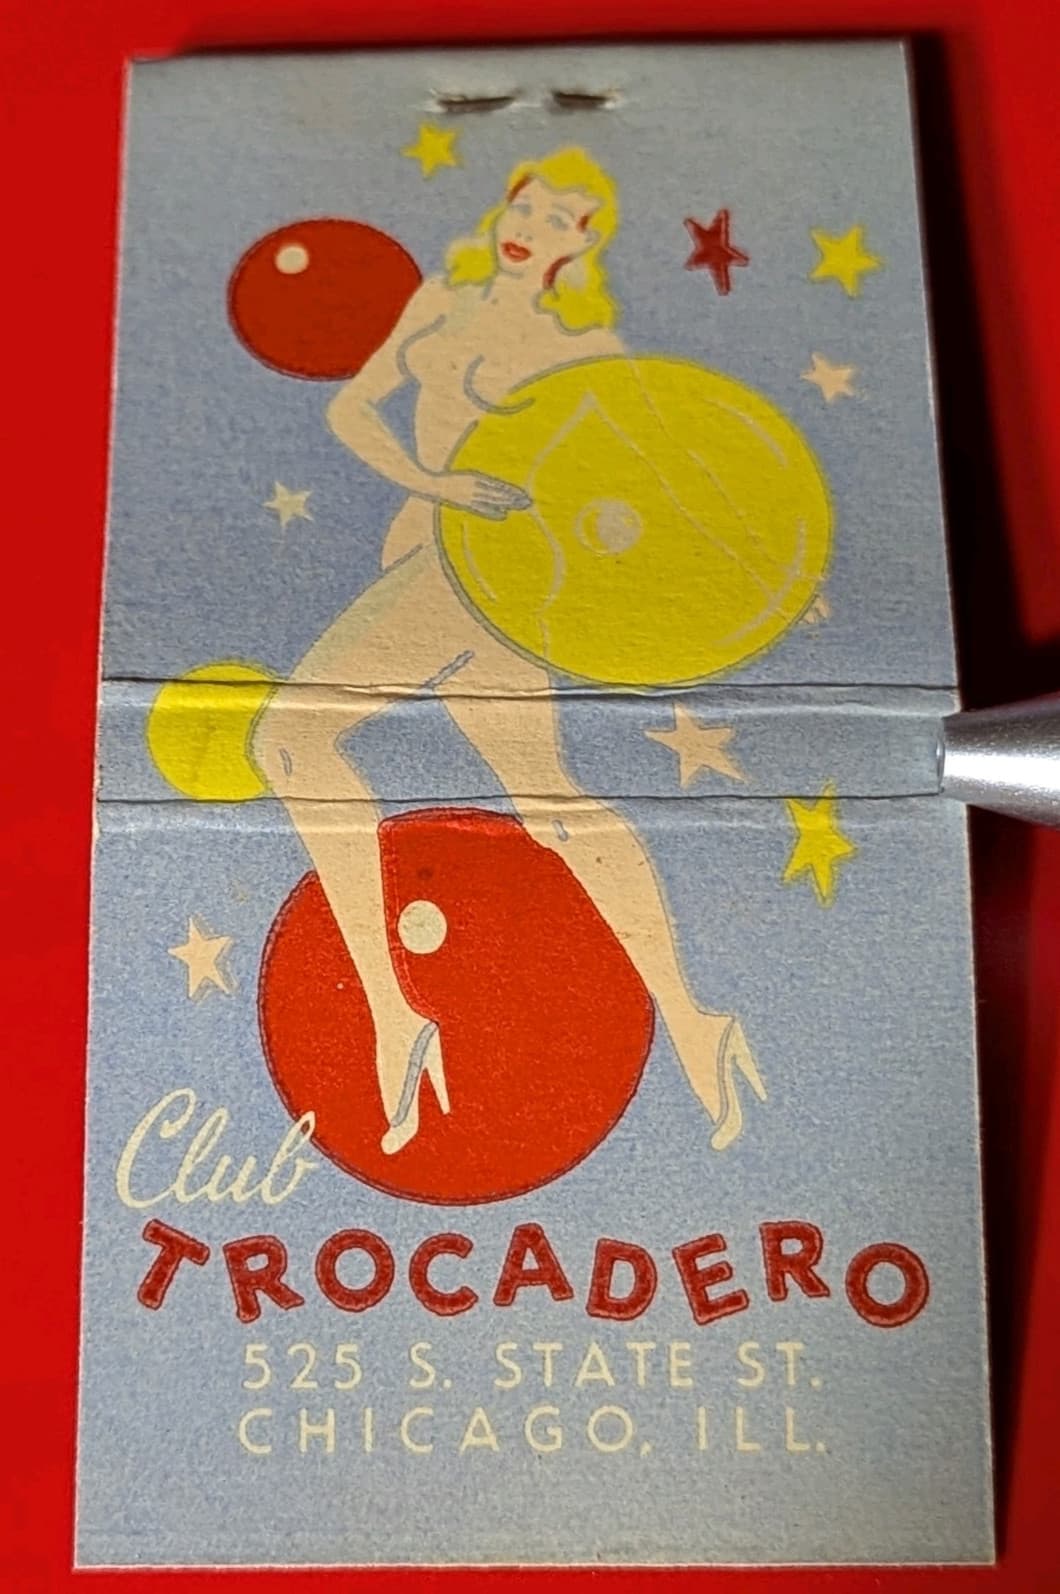 Club
TROCADERO
525 S. STATE ST.
CHICAGO, ILL.